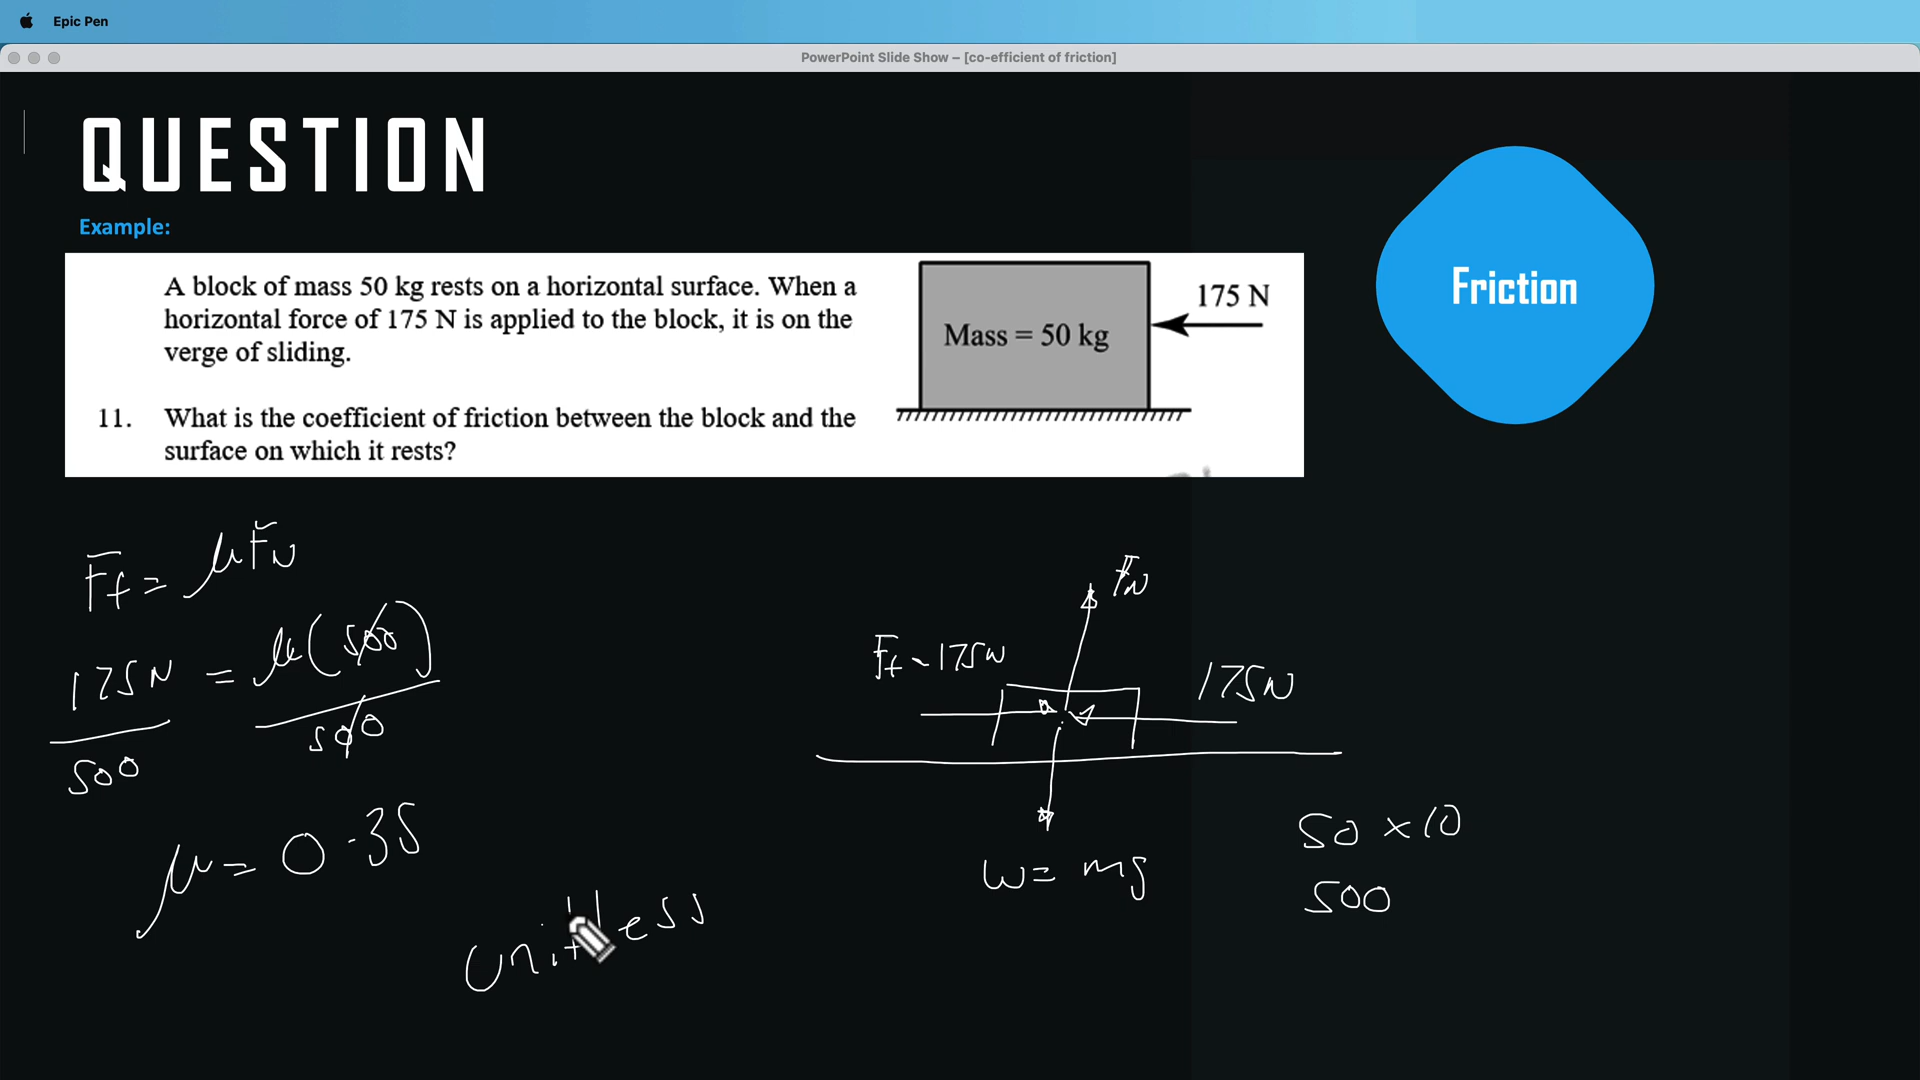 Epic Pen
PowerPoint Slide Show – [co-efficient of friction]
QUESTION
Example:
A block of mass 50 kg rests on a horizontal surface. When a
horizontal force of 175 N is applied to the block, it is on the
verge of sliding.
11. What is the coefficient of friction between the block and the
surface on which it rests?
Mass = 50 kg
175 N
Friction
Ff = μFN
175N = μ(500)
500 500
μ = 0.35
unitless
FN
Ff = 175N
175N
W = mg
50 × 10
500